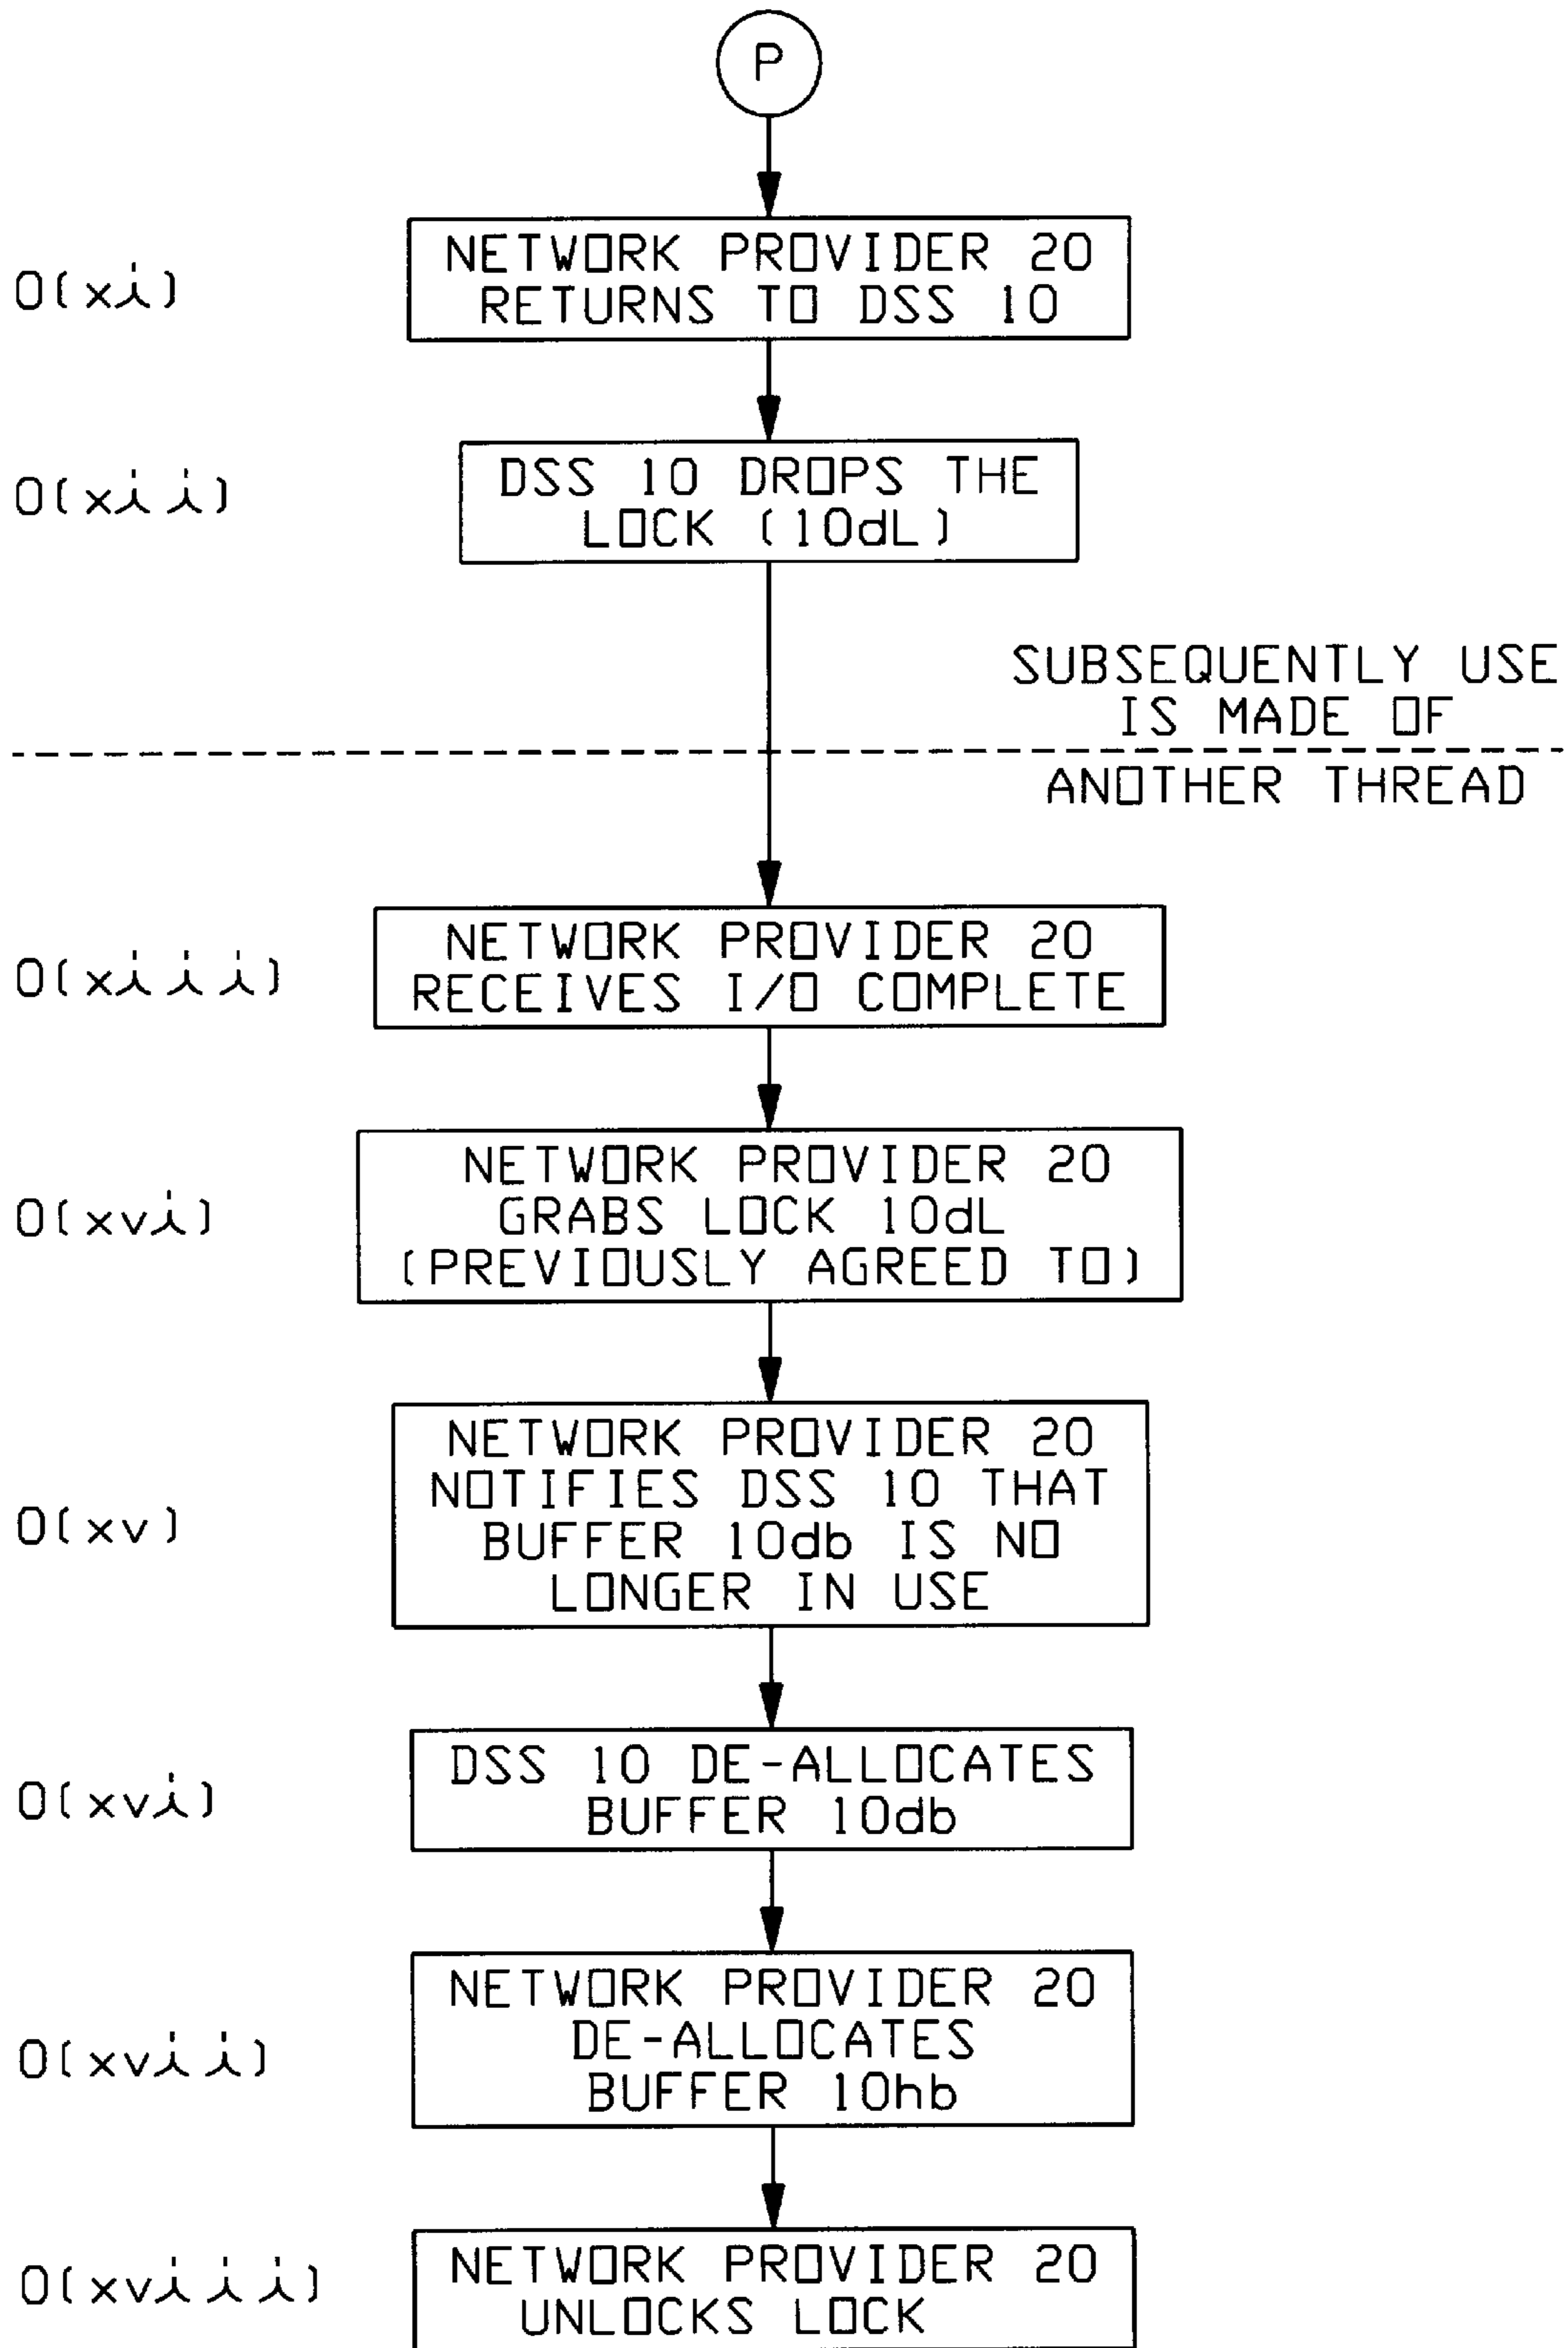 P
O(xi)
NETWORK PROVIDER 20
RETURNS TO DSS 10
O(xii)
DSS 10 DROPS THE
LOCK (10dL)
SUBSEQUENTLY USE
IS MADE OF
ANOTHER THREAD
O(xiii)
NETWORK PROVIDER 20
RECEIVES I/O COMPLETE
O(xvi)
NETWORK PROVIDER 20
GRABS LOCK 10dL
(PREVIOUSLY AGREED TO)
O(xv)
NETWORK PROVIDER 20
NOTIFIES DSS 10 THAT
BUFFER 10db IS NO
LONGER IN USE
O(xvi)
DSS 10 DE-ALLOCATES
BUFFER 10db
O(xvii)
NETWORK PROVIDER 20
DE-ALLOCATES
BUFFER 10hb
O(xviii)
NETWORK PROVIDER 20
UNLOCKS LOCK